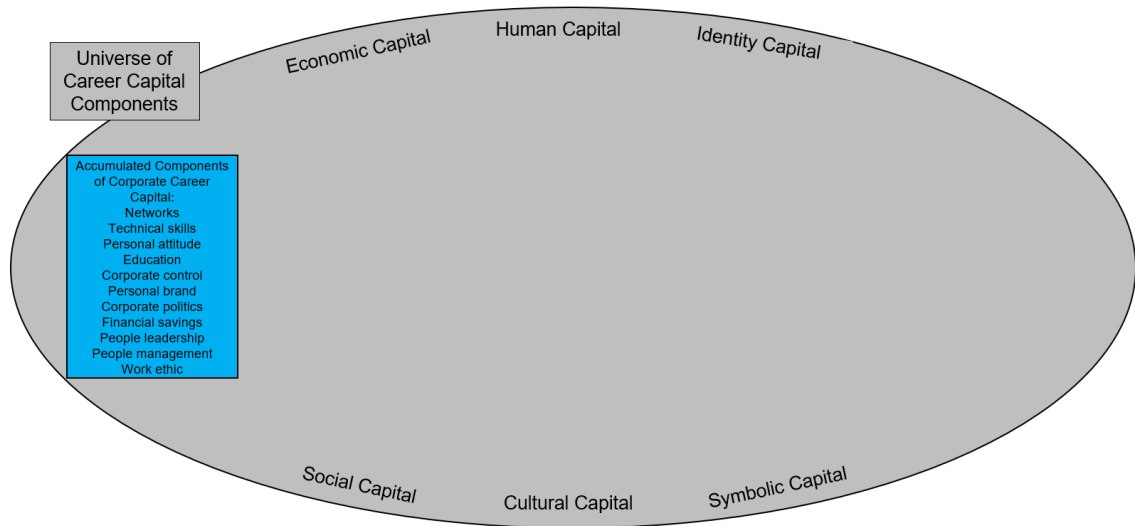 Economic Capital
Human Capital
Identity Capital
Universe of
Career Capital
Components
Accumulated Components
of Corporate Career
Capital:
Networks
Technical skills
Personal attitude
Education
Corporate control
Personal brand
Corporate politics
Financial savings
People leadership
People management
Work ethic
Social Capital
Cultural Capital
Symbolic Capital